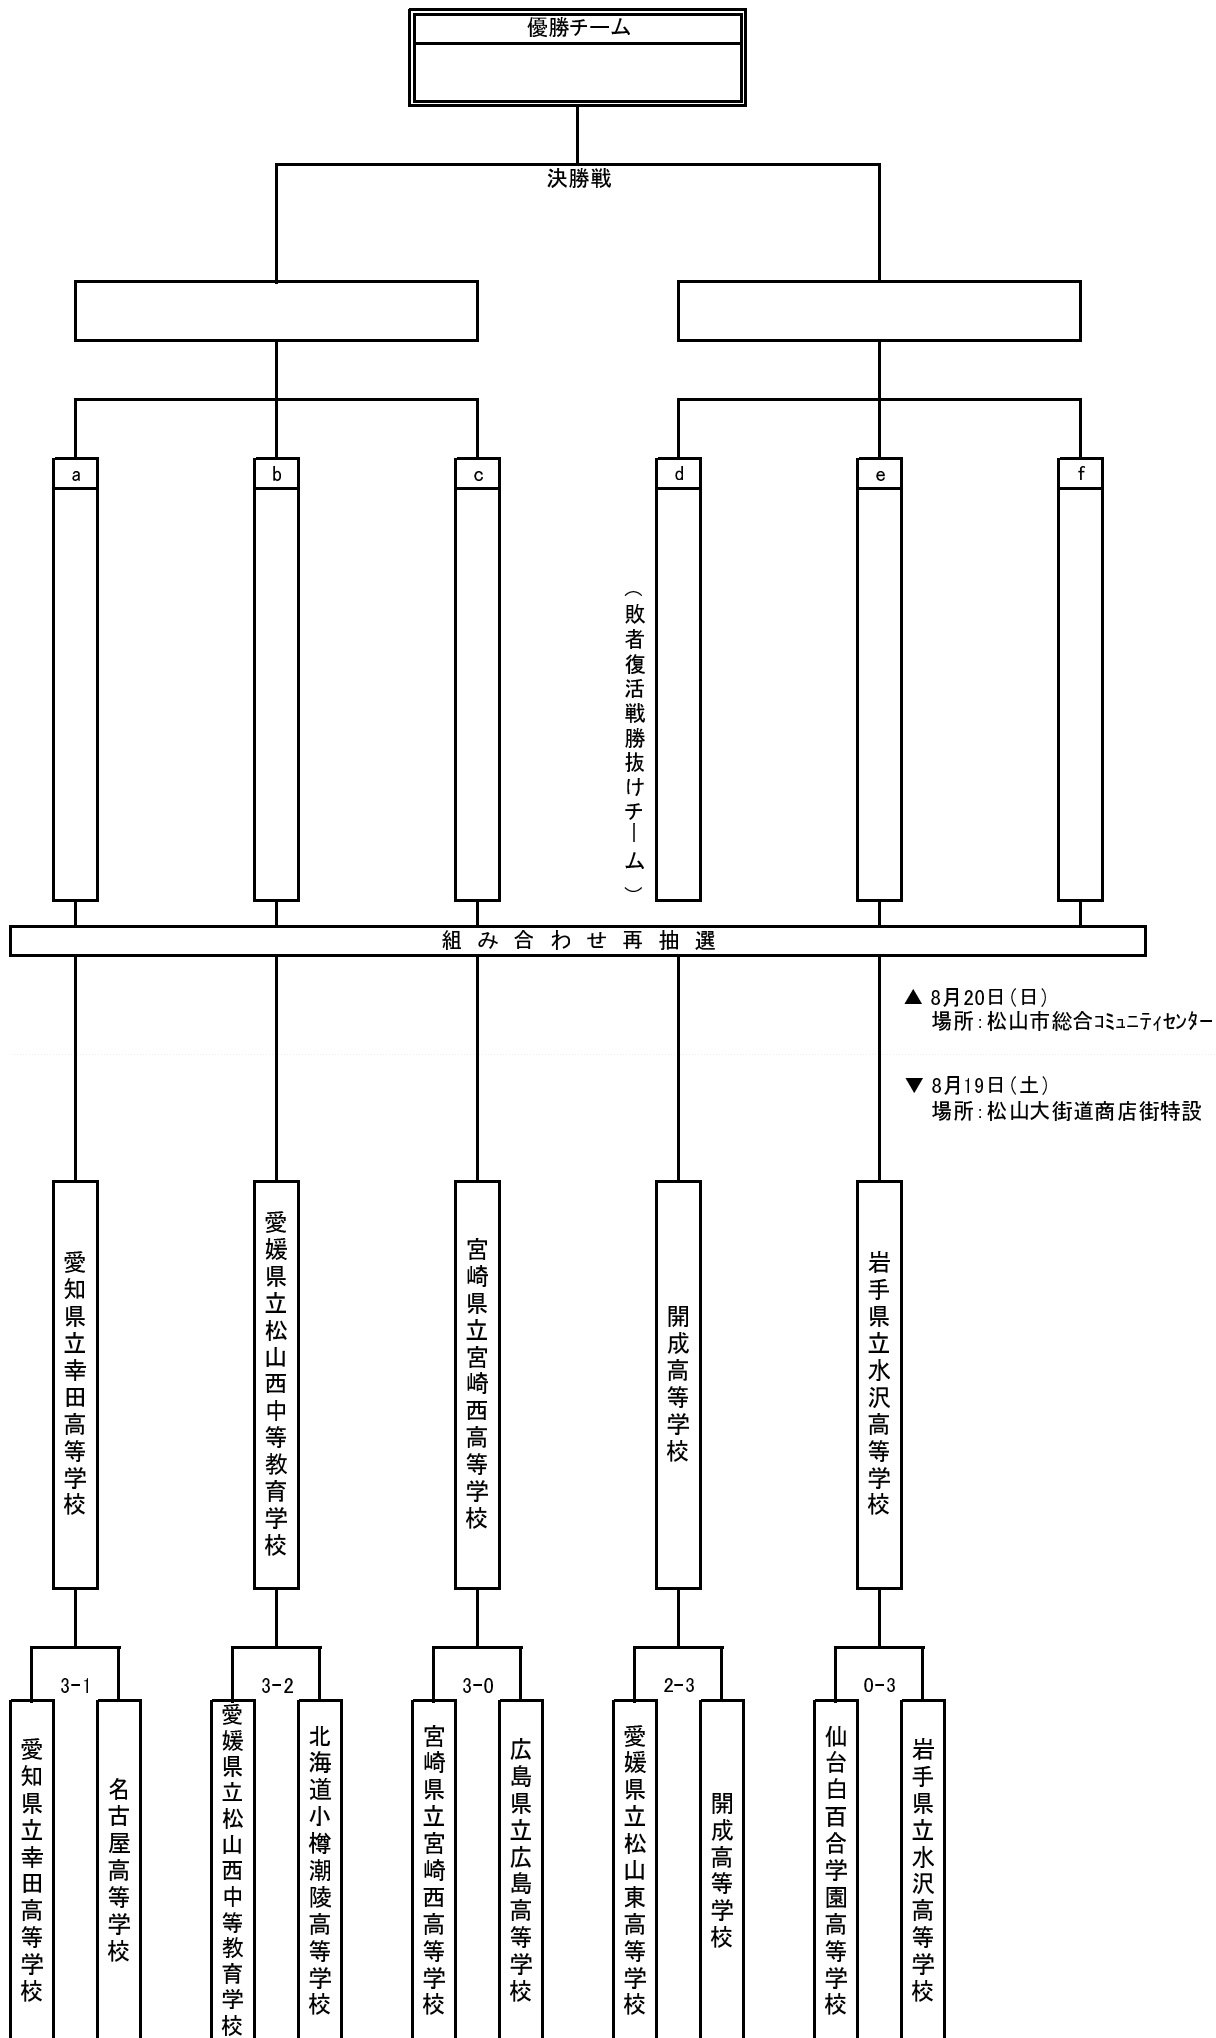 優勝チーム
決勝戦
a
b
c
d
e
f
（敗者復活戦勝抜けチーム）
組み合わせ再抽選
▲ 8月20日（日）
場所：松山市総合ｺﾐｭﾆﾃｨｾﾝﾀｰ
▼ 8月19日（土）
場所：松山大街道商店街特設
愛知県立幸田高等学校
愛媛県立松山西中等教育学校
宮崎県立宮崎西高等学校
開成高等学校
岩手県立水沢高等学校
3-1
3-2
3-0
2-3
0-3
愛知県立幸田高等学校
名古屋高等学校
愛媛県立松山西中等教育学校
北海道小樽潮陵高等学校
宮崎県立宮崎西高等学校
広島県立広島高等学校
愛媛県立松山東高等学校
開成高等学校
仙台白百合学園高等学校
岩手県立水沢高等学校